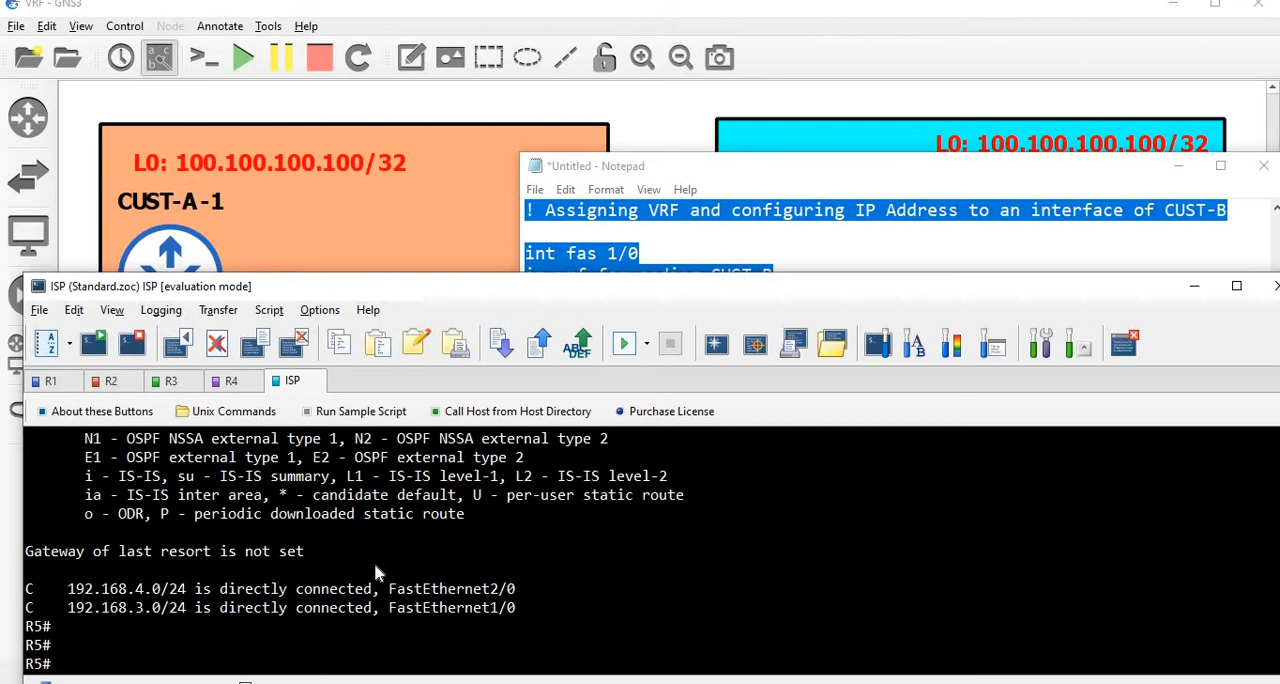 VRF - GNS3
File Edit View Control Node Annotate Tools Help
L0: 100.100.100.100/32
CUST-A-1
L0: 100.100.100.100/32
*Untitled - Notepad
File Edit Format View Help
! Assigning VRF and configuring IP Address to an interface of CUST-B
int fas 1/0
ISP (Standard.zoc) ISP [evaluation mode]
File Edit View Logging Transfer Script Options Help
R1 R2 R3 R4 ISP
About these Buttons Unix Commands Run Sample Script Call Host from Host Directory Purchase License
N1 - OSPF NSSA external type 1, N2 - OSPF NSSA external type 2
E1 - OSPF external type 1, E2 - OSPF external type 2
i - IS-IS, su - IS-IS summary, L1 - IS-IS level-1, L2 - IS-IS level-2
ia - IS-IS inter area, * - candidate default, U - per-user static route
o - ODR, P - periodic downloaded static route
Gateway of last resort is not set
C 192.168.4.0/24 is directly connected, FastEthernet2/0
C 192.168.3.0/24 is directly connected, FastEthernet1/0
R5#
R5#
R5#